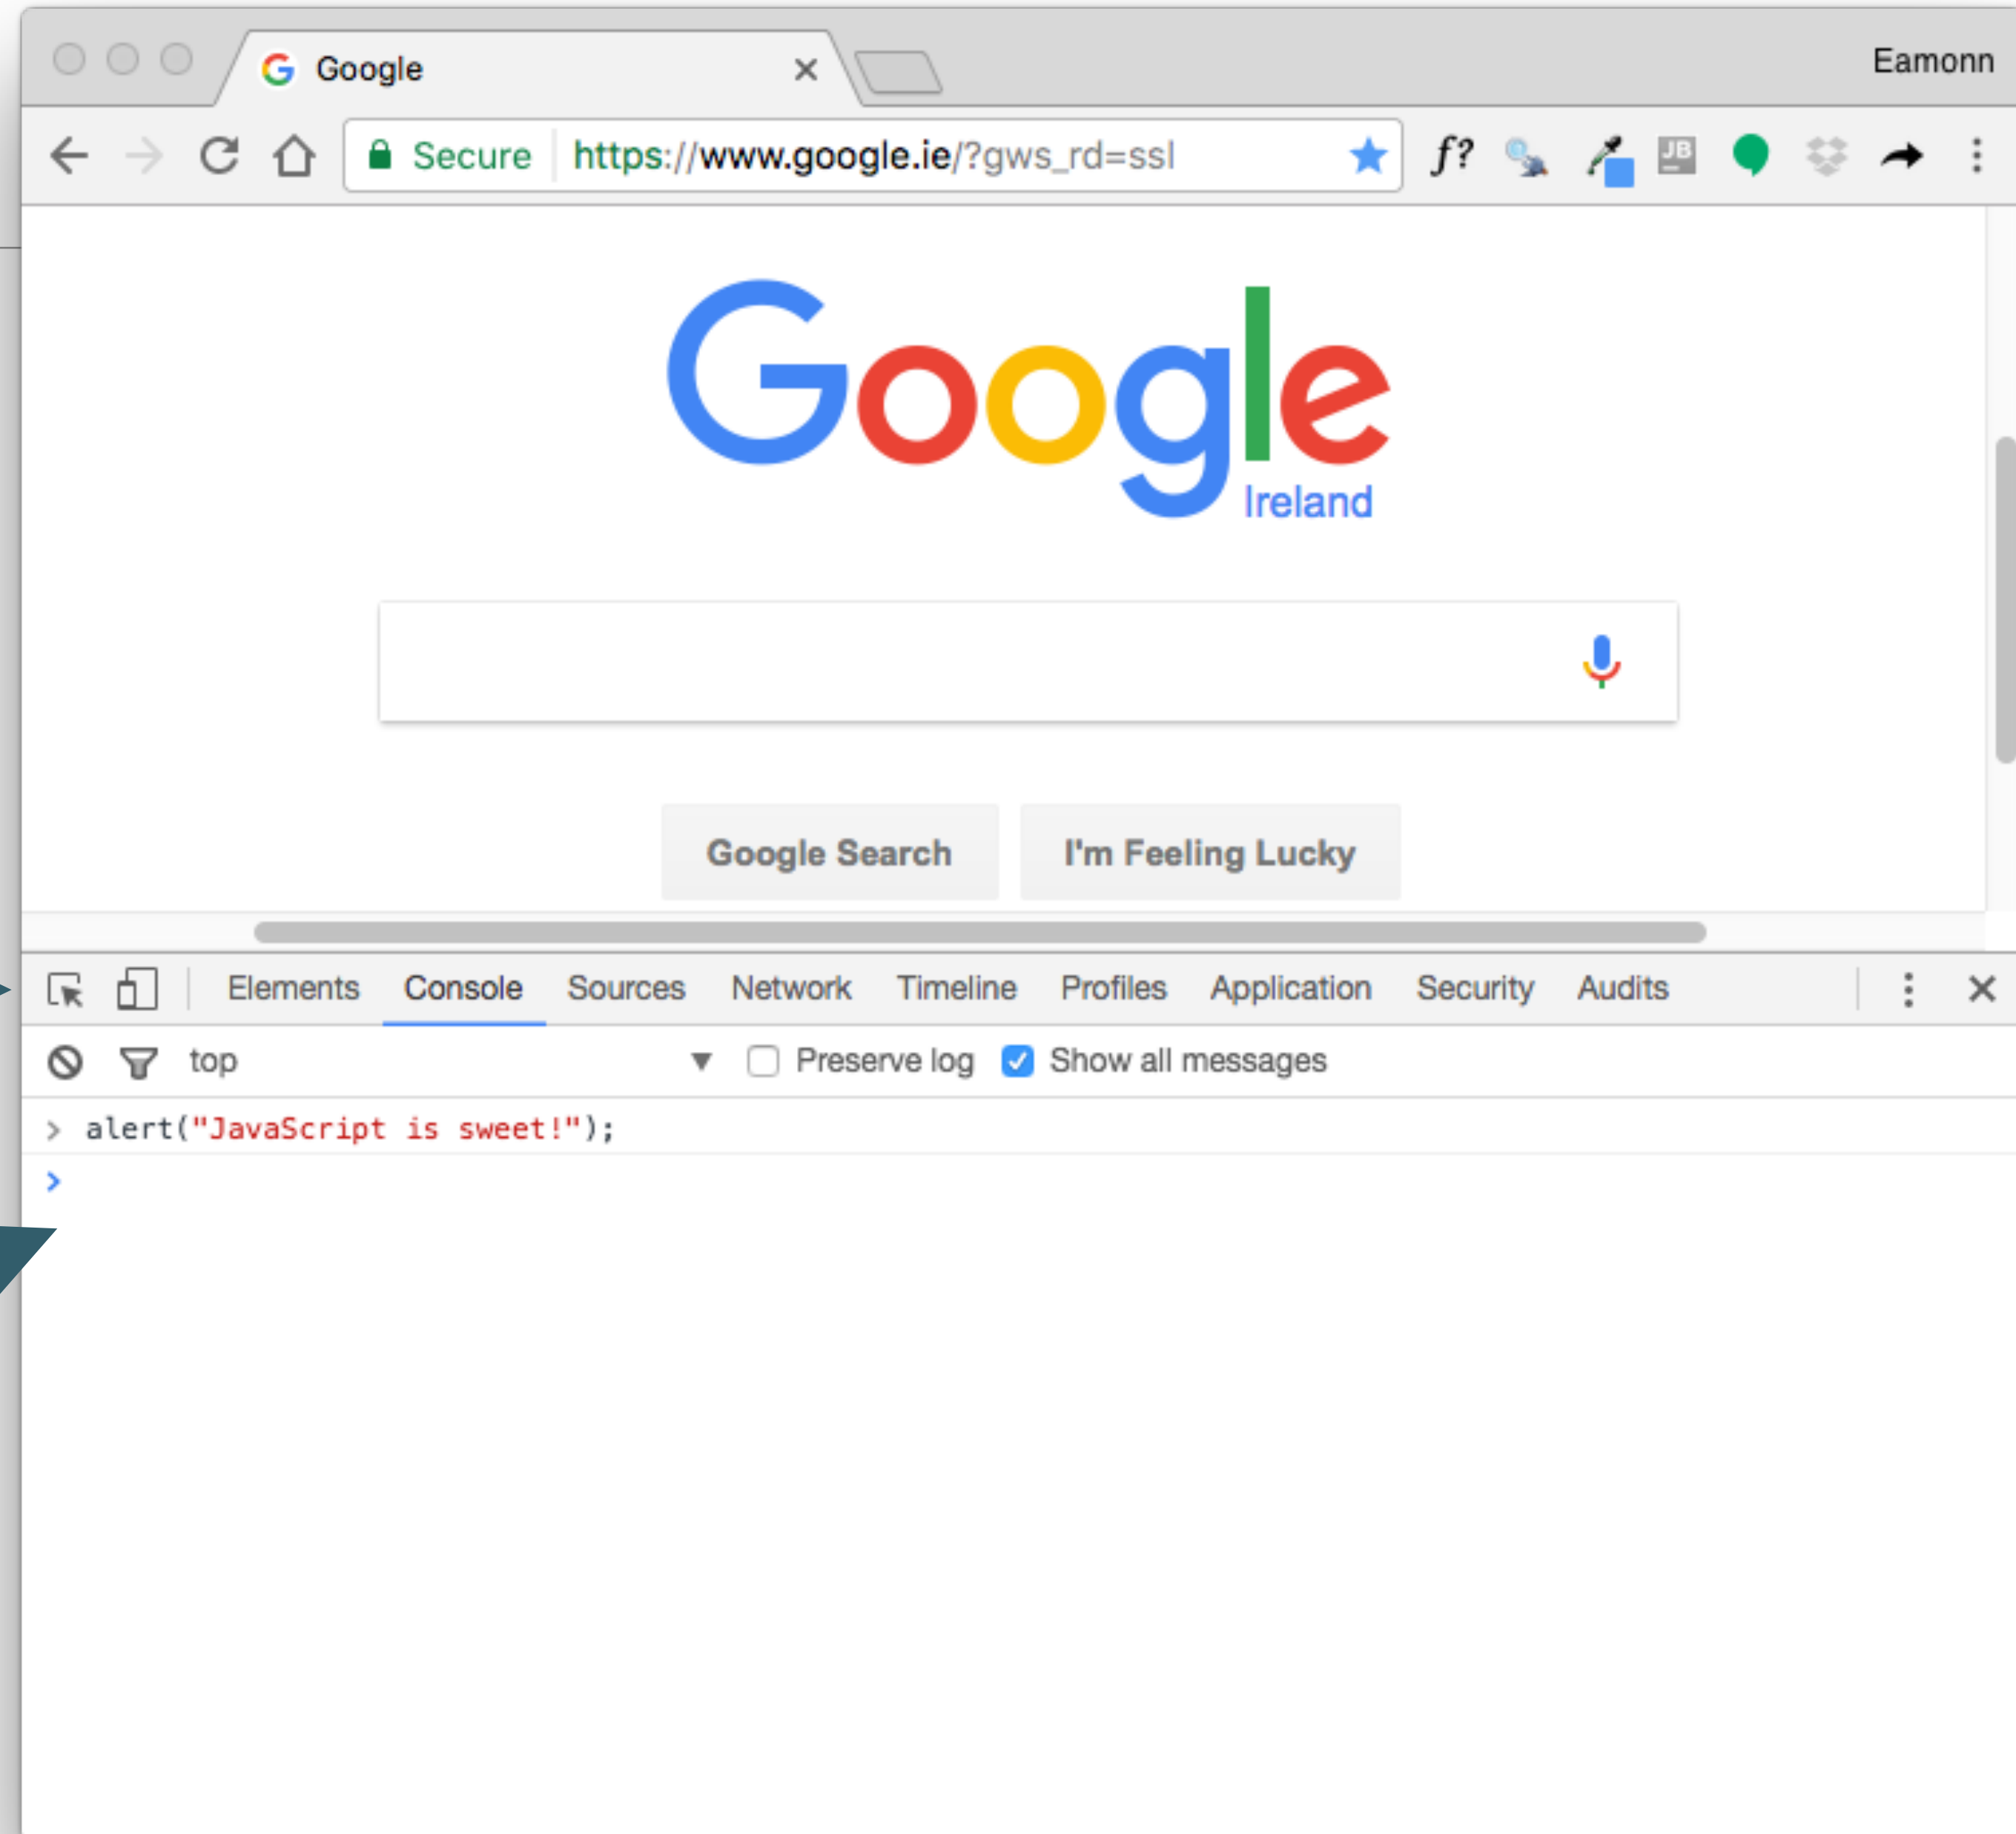 Google
Eamonn
Secure https://www.google.ie/?gws_rd=ssl f? JB
Google
Ireland
Google Search I'm Feeling Lucky
Elements Console Sources Network Timeline Profiles Application Security Audits
top Preserve log Show all messages
> alert("JavaScript is sweet!");
>